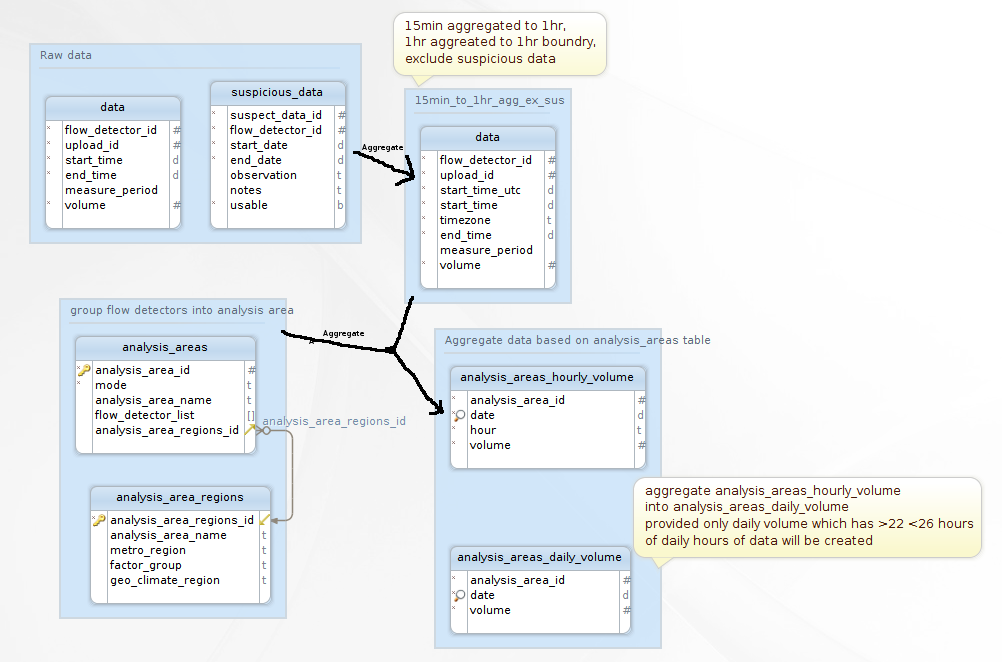 15min aggregated to 1hr,
1hr aggreated to 1hr boundry,
exclude suspicious data
Raw data
data
* flow_detector_id #
* upload_id #
* start_time d
* end_time d
measure_period
* volume #
suspicious_data
* suspect_data_id #
* flow_detector_id #
* start_date d
* end_date d
* observation t
* notes t
* usable b
Aggregate
15min_to_1hr_agg_ex_sus
data
* flow_detector_id #
* upload_id #
* start_time_utc d
* start_time d
* timezone t
* end_time d
measure_period
* volume #
group flow detectors into analysis area
analysis_areas
analysis_area_id #
* mode t
analysis_area_name t
flow_detector_list []
analysis_area_regions_id
analysis_area_regions_id
analysis_area_regions
* analysis_area_regions_id
analysis_area_name t
metro_region t
factor_group t
geo_climate_region t
Aggregate
Aggregate data based on analysis_areas table
analysis_areas_hourly_volume
* analysis_area_id #
* date d
* hour t
* volume #
aggregate analysis_areas_hourly_volume
into analysis_areas_daily_volume
provided only daily volume which has >22 <26 hours
of daily hours of data will be created
analysis_areas_daily_volume
* analysis_area_id #
* date d
* volume #